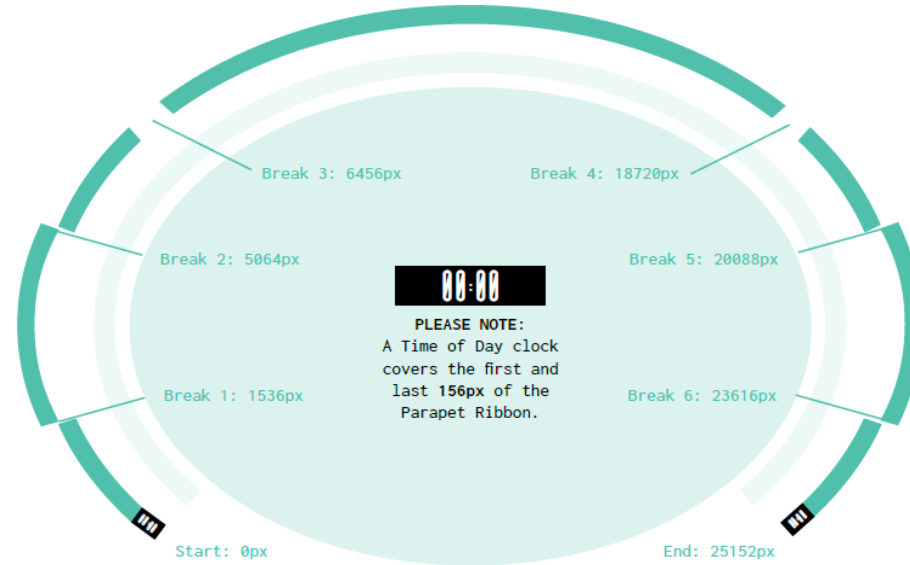 Break 3: 6456px
Break 4: 18720px
Break 2: 5064px
Break 5: 20088px
00:00
PLEASE NOTE:
A Time of Day clock
covers the first and
last 156px of the
Parapet Ribbon.
Break 1: 1536px
Break 6: 23616px
Start: 0px
End: 25152px